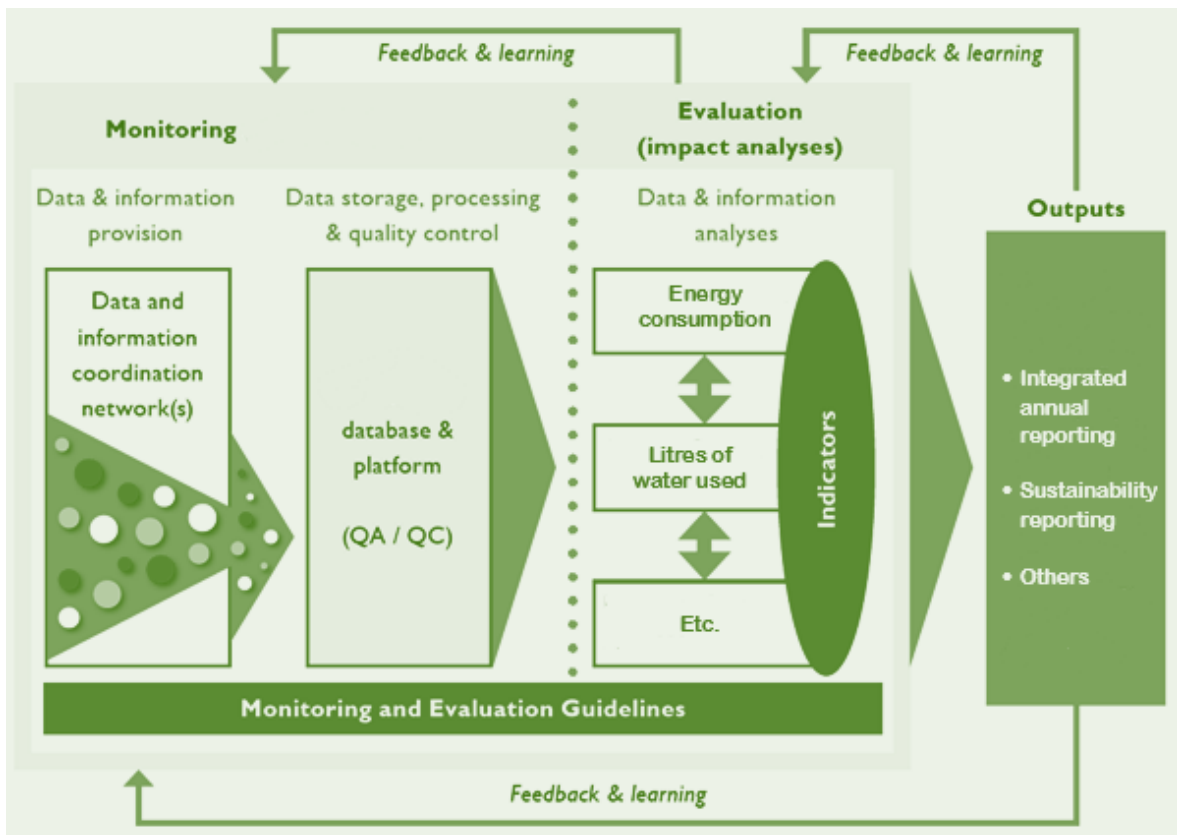 Feedback & learning
Feedback & learning
Monitoring
Evaluation
(impact analyses)
Data & information
provision
Data storage, processing
& quality control
Data & information
analyses
Outputs
Data and
information
coordination
network(s)
database &
platform
(QA / QC)
Energy
consumption
Litres of
water used
Etc.
Indicators
• Integrated
annual
reporting
• Sustainability
reporting
• Others
Monitoring and Evaluation Guidelines
Feedback & learning